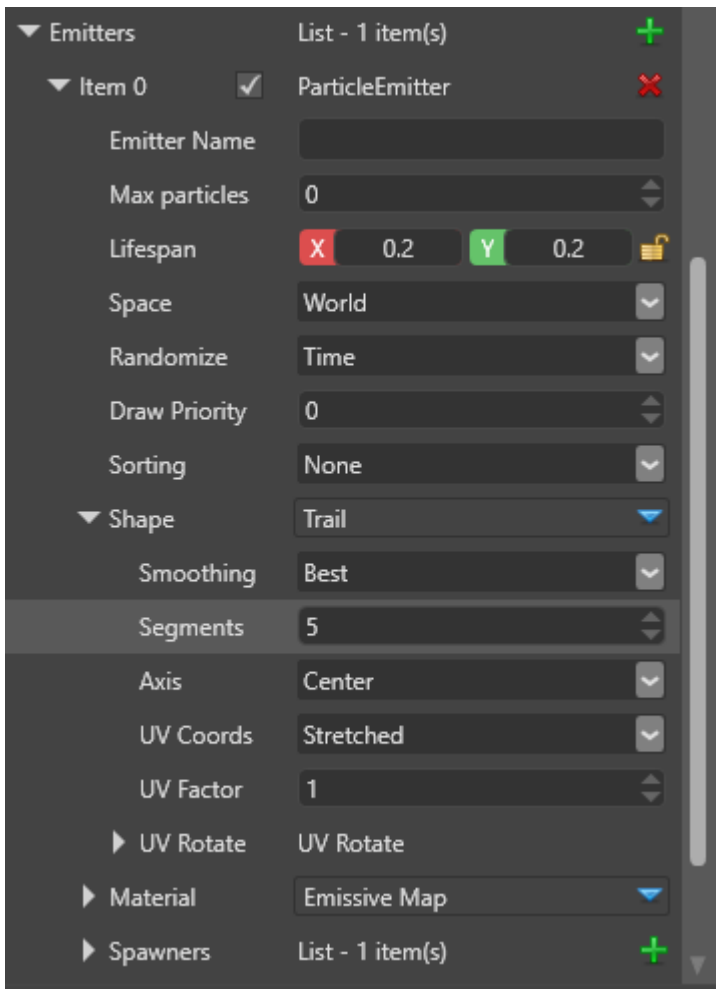 Emitters List - 1 item(s)
Item 0 ParticleEmitter
Emitter Name
Max particles 0
Lifespan X 0.2 Y 0.2
Space World
Randomize Time
Draw Priority 0
Sorting None
Shape Trail
Smoothing Best
Segments 5
Axis Center
UV Coords Stretched
UV Factor 1
UV Rotate UV Rotate
Material Emissive Map
Spawners List - 1 item(s)